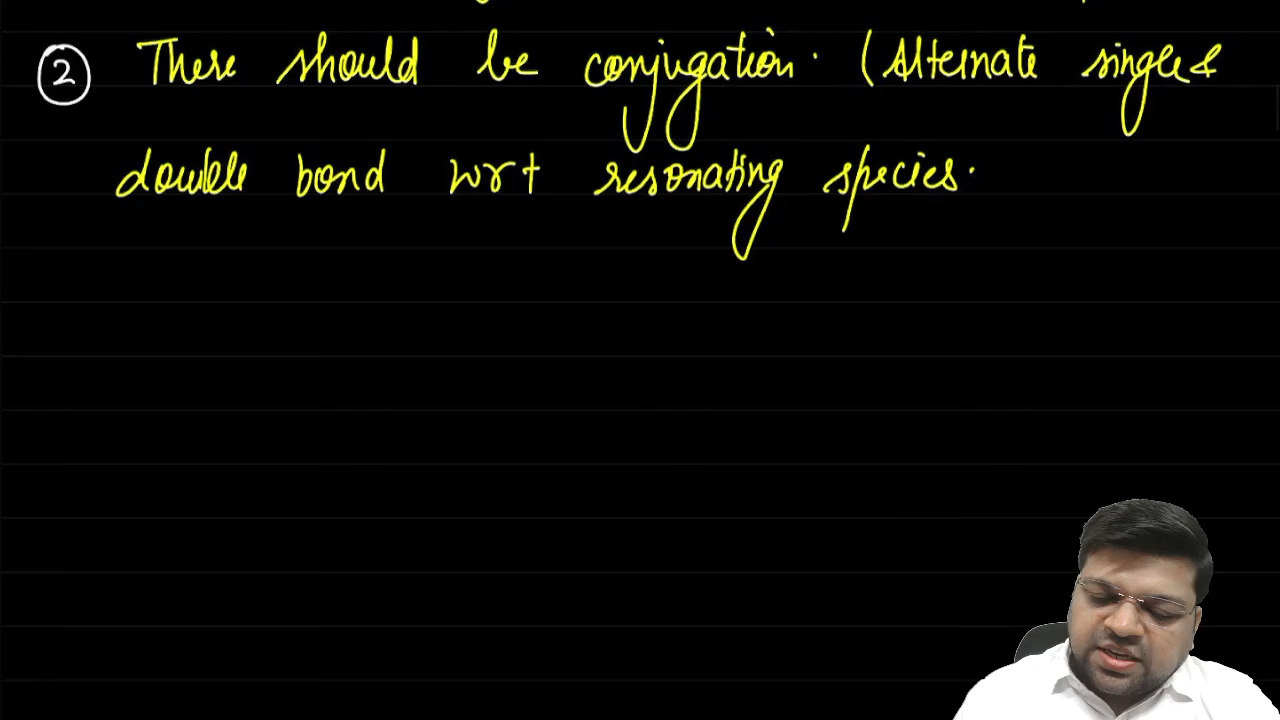 ② There should be conjugation. (Alternate single &
double bond wrt resonating species.